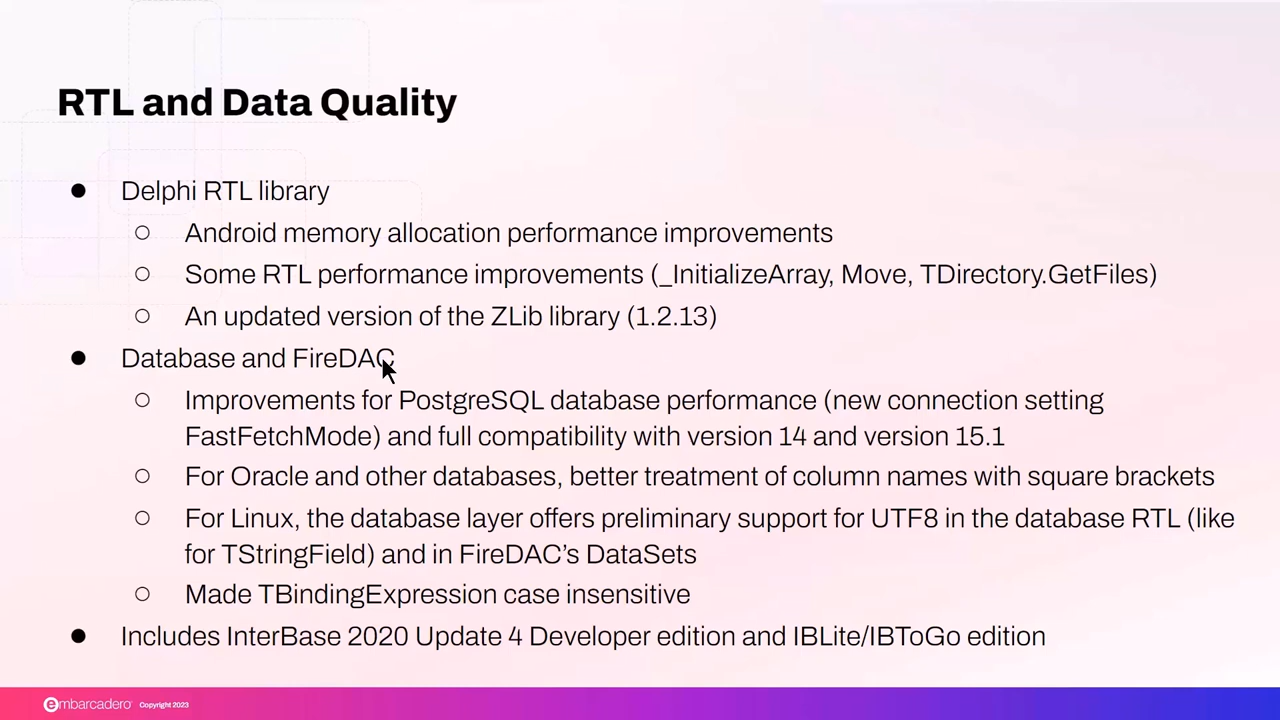 RTL and Data Quality
● Delphi RTL library
○ Android memory allocation performance improvements
○ Some RTL performance improvements (_InitializeArray, Move, TDirectory.GetFiles)
○ An updated version of the ZLib library (1.2.13)
● Database and FireDAC
○ Improvements for PostgreSQL database performance (new connection setting
FastFetchMode) and full compatibility with version 14 and version 15.1
○ For Oracle and other databases, better treatment of column names with square brackets
○ For Linux, the database layer offers preliminary support for UTF8 in the database RTL (like
for TStringField) and in FireDAC’s DataSets
○ Made TBindingExpression case insensitive
● Includes InterBase 2020 Update 4 Developer edition and IBLite/IBToGo edition
embarcadero Copyright 2023